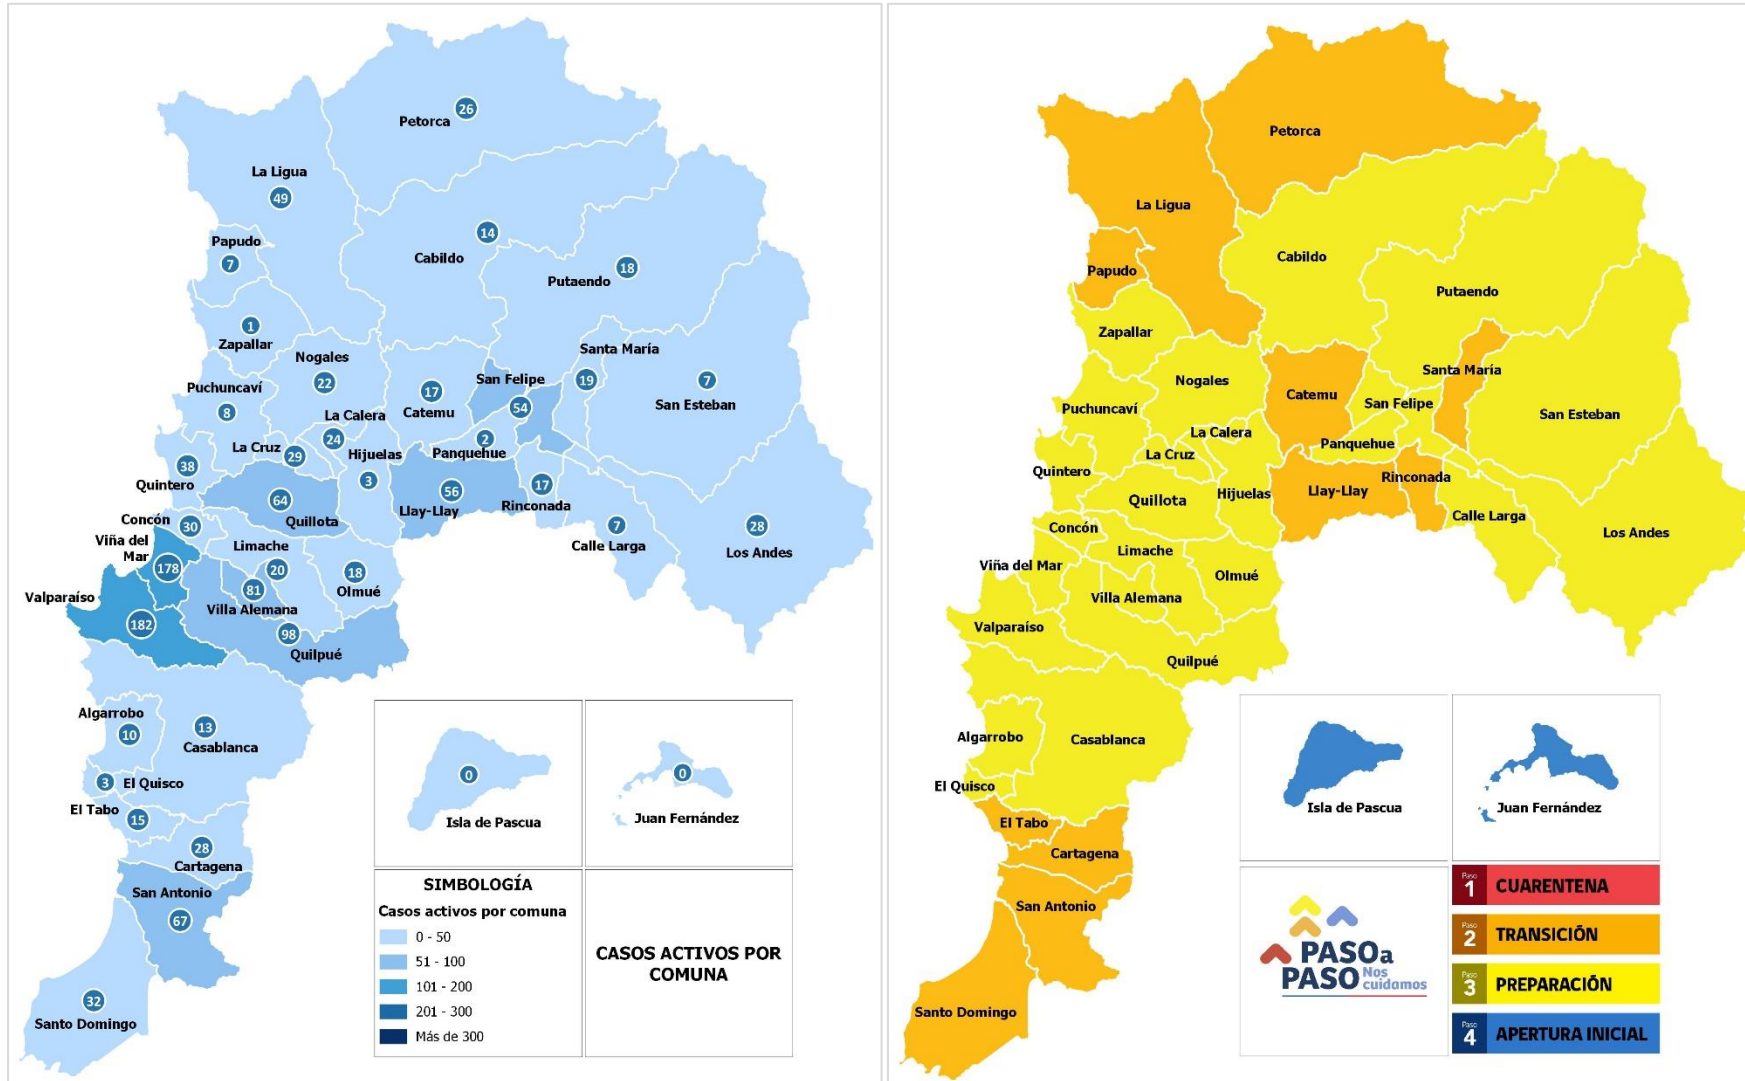 Petorca
26
La Ligua
49
Papudo
7
Cabildo
14
Putaendo
18
Zapallar
1
Nogales
22
Santa María
19
San Esteban
7
Puchuncaví
8
La Calera
24
Catemu
17
San Felipe
54
Panquehue
2
La Cruz
29
Hijuelas
3
Quintero
38
Quillota
64
Llay-Llay
56
Rinconada
17
Calle Larga
7
Los Andes
28
Concón
30
Viña del
Mar
178
Limache
20
Olmué
18
Villa Alemana
81
Valparaíso
182
Quilpué
98
Algarrobo
10
Casablanca
13
El Quisco
3
El Tabo
15
Cartagena
28
San Antonio
67
Santo Domingo
32
0
Isla de Pascua
0
Juan Fernández
SIMBOLOGÍA
Casos activos por comuna
0 - 50
51 - 100
101 - 200
201 - 300
Más de 300
CASOS ACTIVOS POR
COMUNA
Petorca
La Ligua
Papudo
Cabildo
Putaendo
Zapallar
Nogales
Santa María
Catemu
San Felipe
San Esteban
Puchuncaví
La Calera
Panquehue
La Cruz
Quintero
Rinconada
Llay-Llay
Hijuelas
Quillota
Calle Larga
Los Andes
Concón
Limache
Viña del Mar
Olmué
Villa Alemana
Valparaíso
Quilpué
Algarrobo
Casablanca
El Quisco
El Tabo
Cartagena
San Antonio
Santo Domingo
Isla de Pascua
Juan Fernández
PASO a
PASO Nos
cuidamos
Paso
1 CUARENTENA
Paso
2 TRANSICIÓN
Paso
3 PREPARACIÓN
Paso
4 APERTURA INICIAL